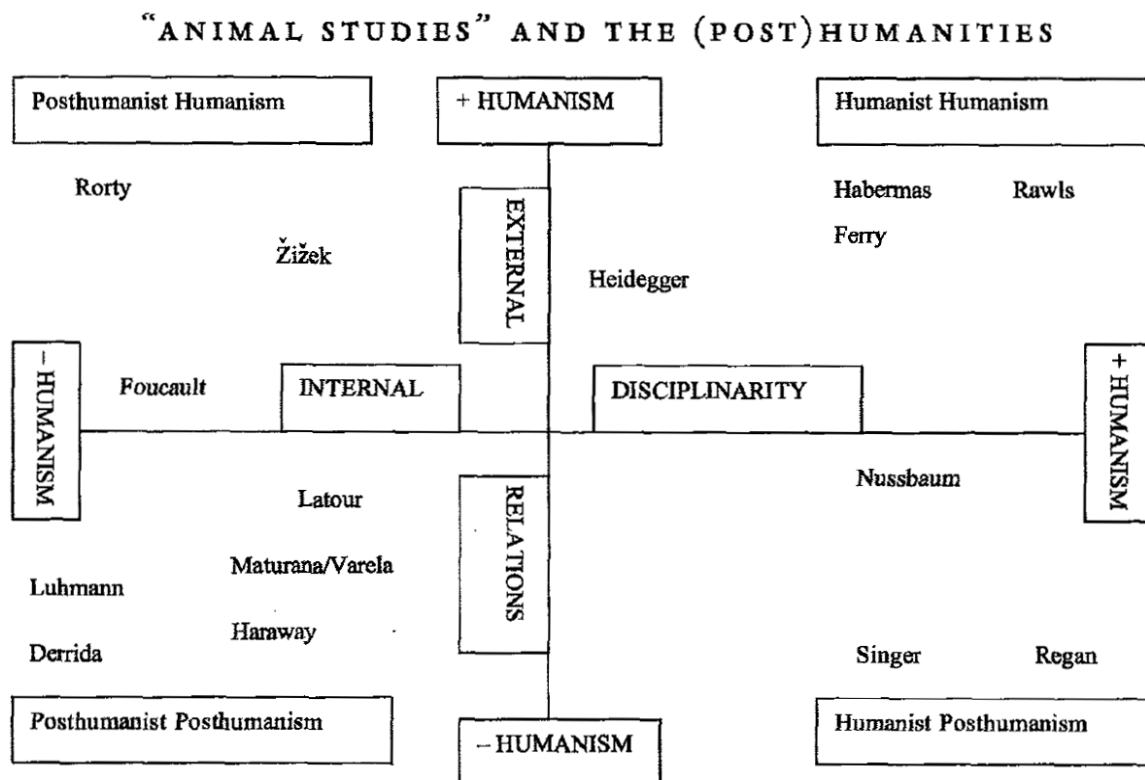 "ANIMAL STUDIES" AND THE (POST)HUMANITIES
Posthumanist Humanism
+ HUMANISM
Humanist Humanism
Rorty
Habermas
Rawls
Žižek
EXTERNAL
Ferry
Heidegger
– HUMANISM
Foucault
INTERNAL
DISCIPLINARITY
+ HUMANISM
Latour
RELATIONS
Nussbaum
Maturana/Varela
Luhmann
Haraway
Derrida
Singer
Regan
Posthumanist Posthumanism
– HUMANISM
Humanist Posthumanism